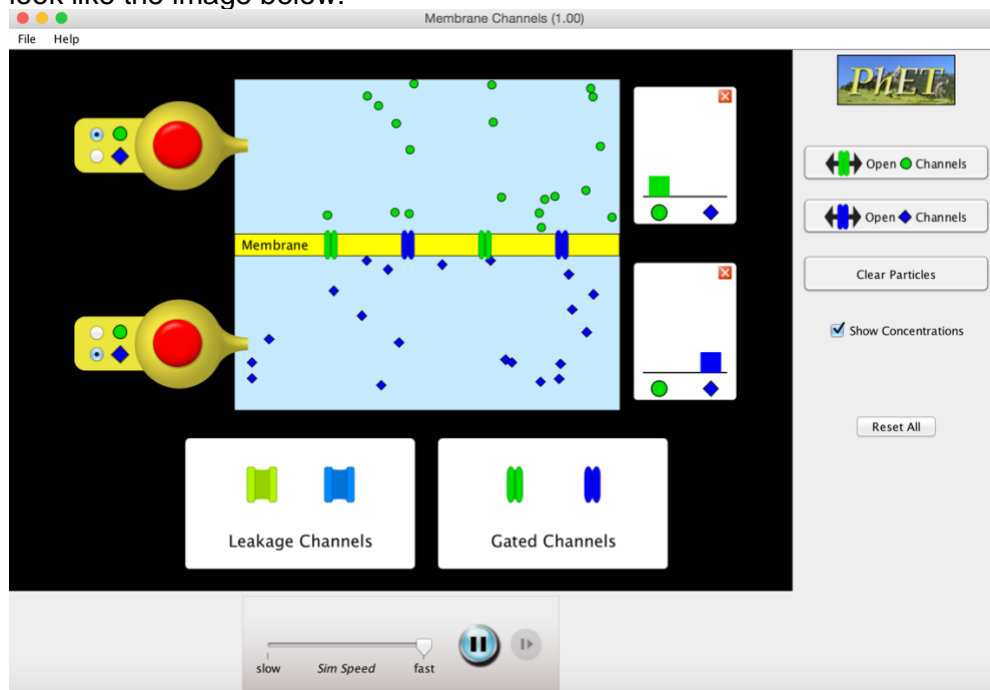 look like the image below.
Membrane Channels (1.00)
File Help
PhET
Open Channels
Open Channels
Membrane
Clear Particles
Show Concentrations
Reset All
Leakage Channels
Gated Channels
slow Sim Speed fast